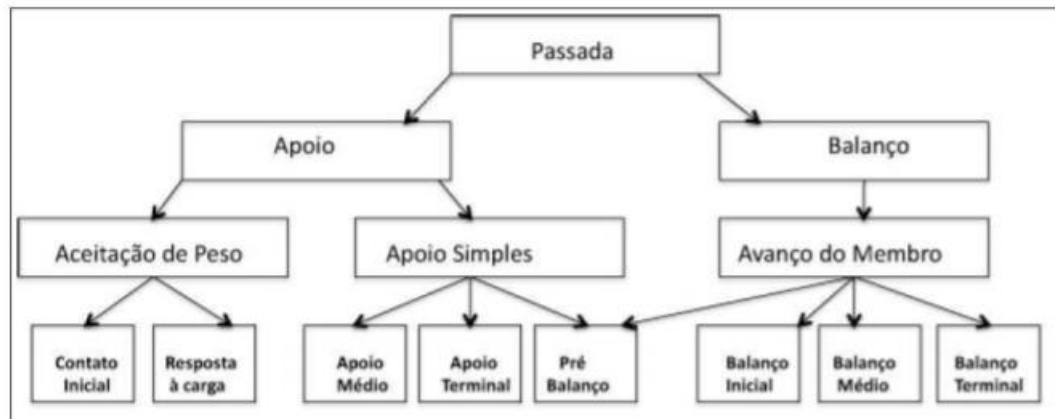 Passada
Apoio
Balanço
Aceitação de Peso
Apoio Simples
Avanço do Membro
Contato
Inicial
Resposta
à carga
Apoio
Médio
Apoio
Terminal
Pré
Balanço
Balanço
Inicial
Balanço
Médio
Balanço
Terminal